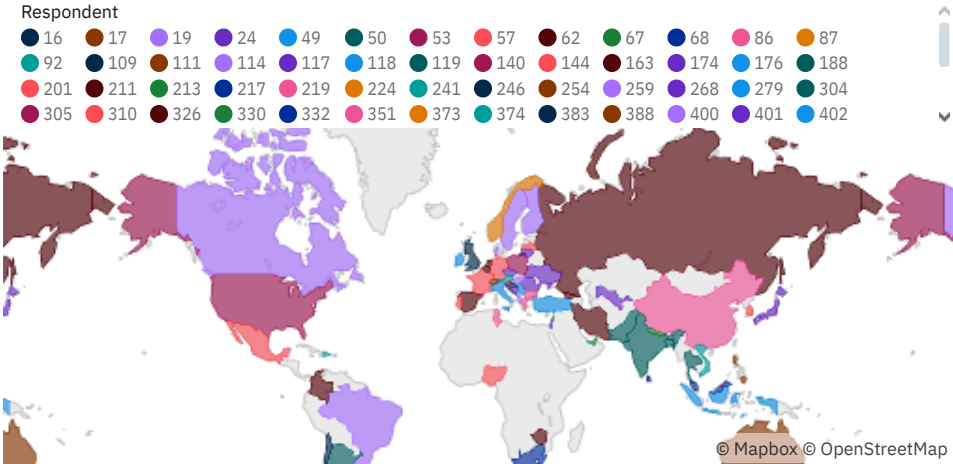 Respondent
16 17 19 24 49 50 53 57 62 67 68 86 87
92 109 111 114 117 118 119 140 144 163 174 176 188
201 211 213 217 219 224 241 246 254 259 268 279 304
305 310 326 330 332 351 373 374 383 388 400 401 402
© Mapbox © OpenStreetMap